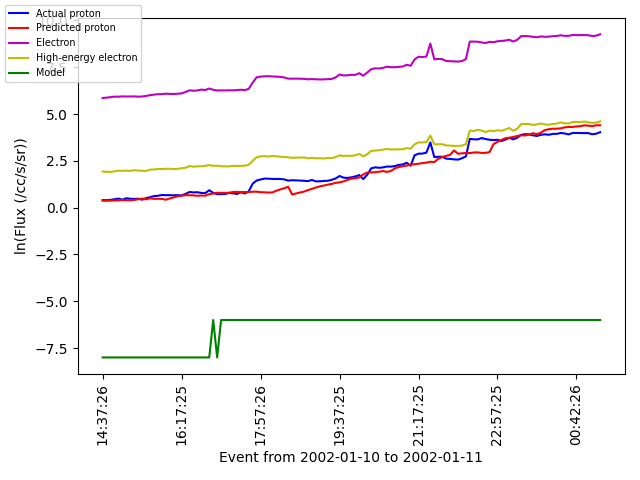 Actual proton
Predicted proton
Electron
High-energy electron
Model
5.0
2.5
0.0
−2.5
−5.0
−7.5
ln(Flux (/cc/s/sr))
14:37:26
16:17:25
17:57:26
19:37:25
21:17:25
22:57:25
00:42:26
Event from 2002-01-10 to 2002-01-11